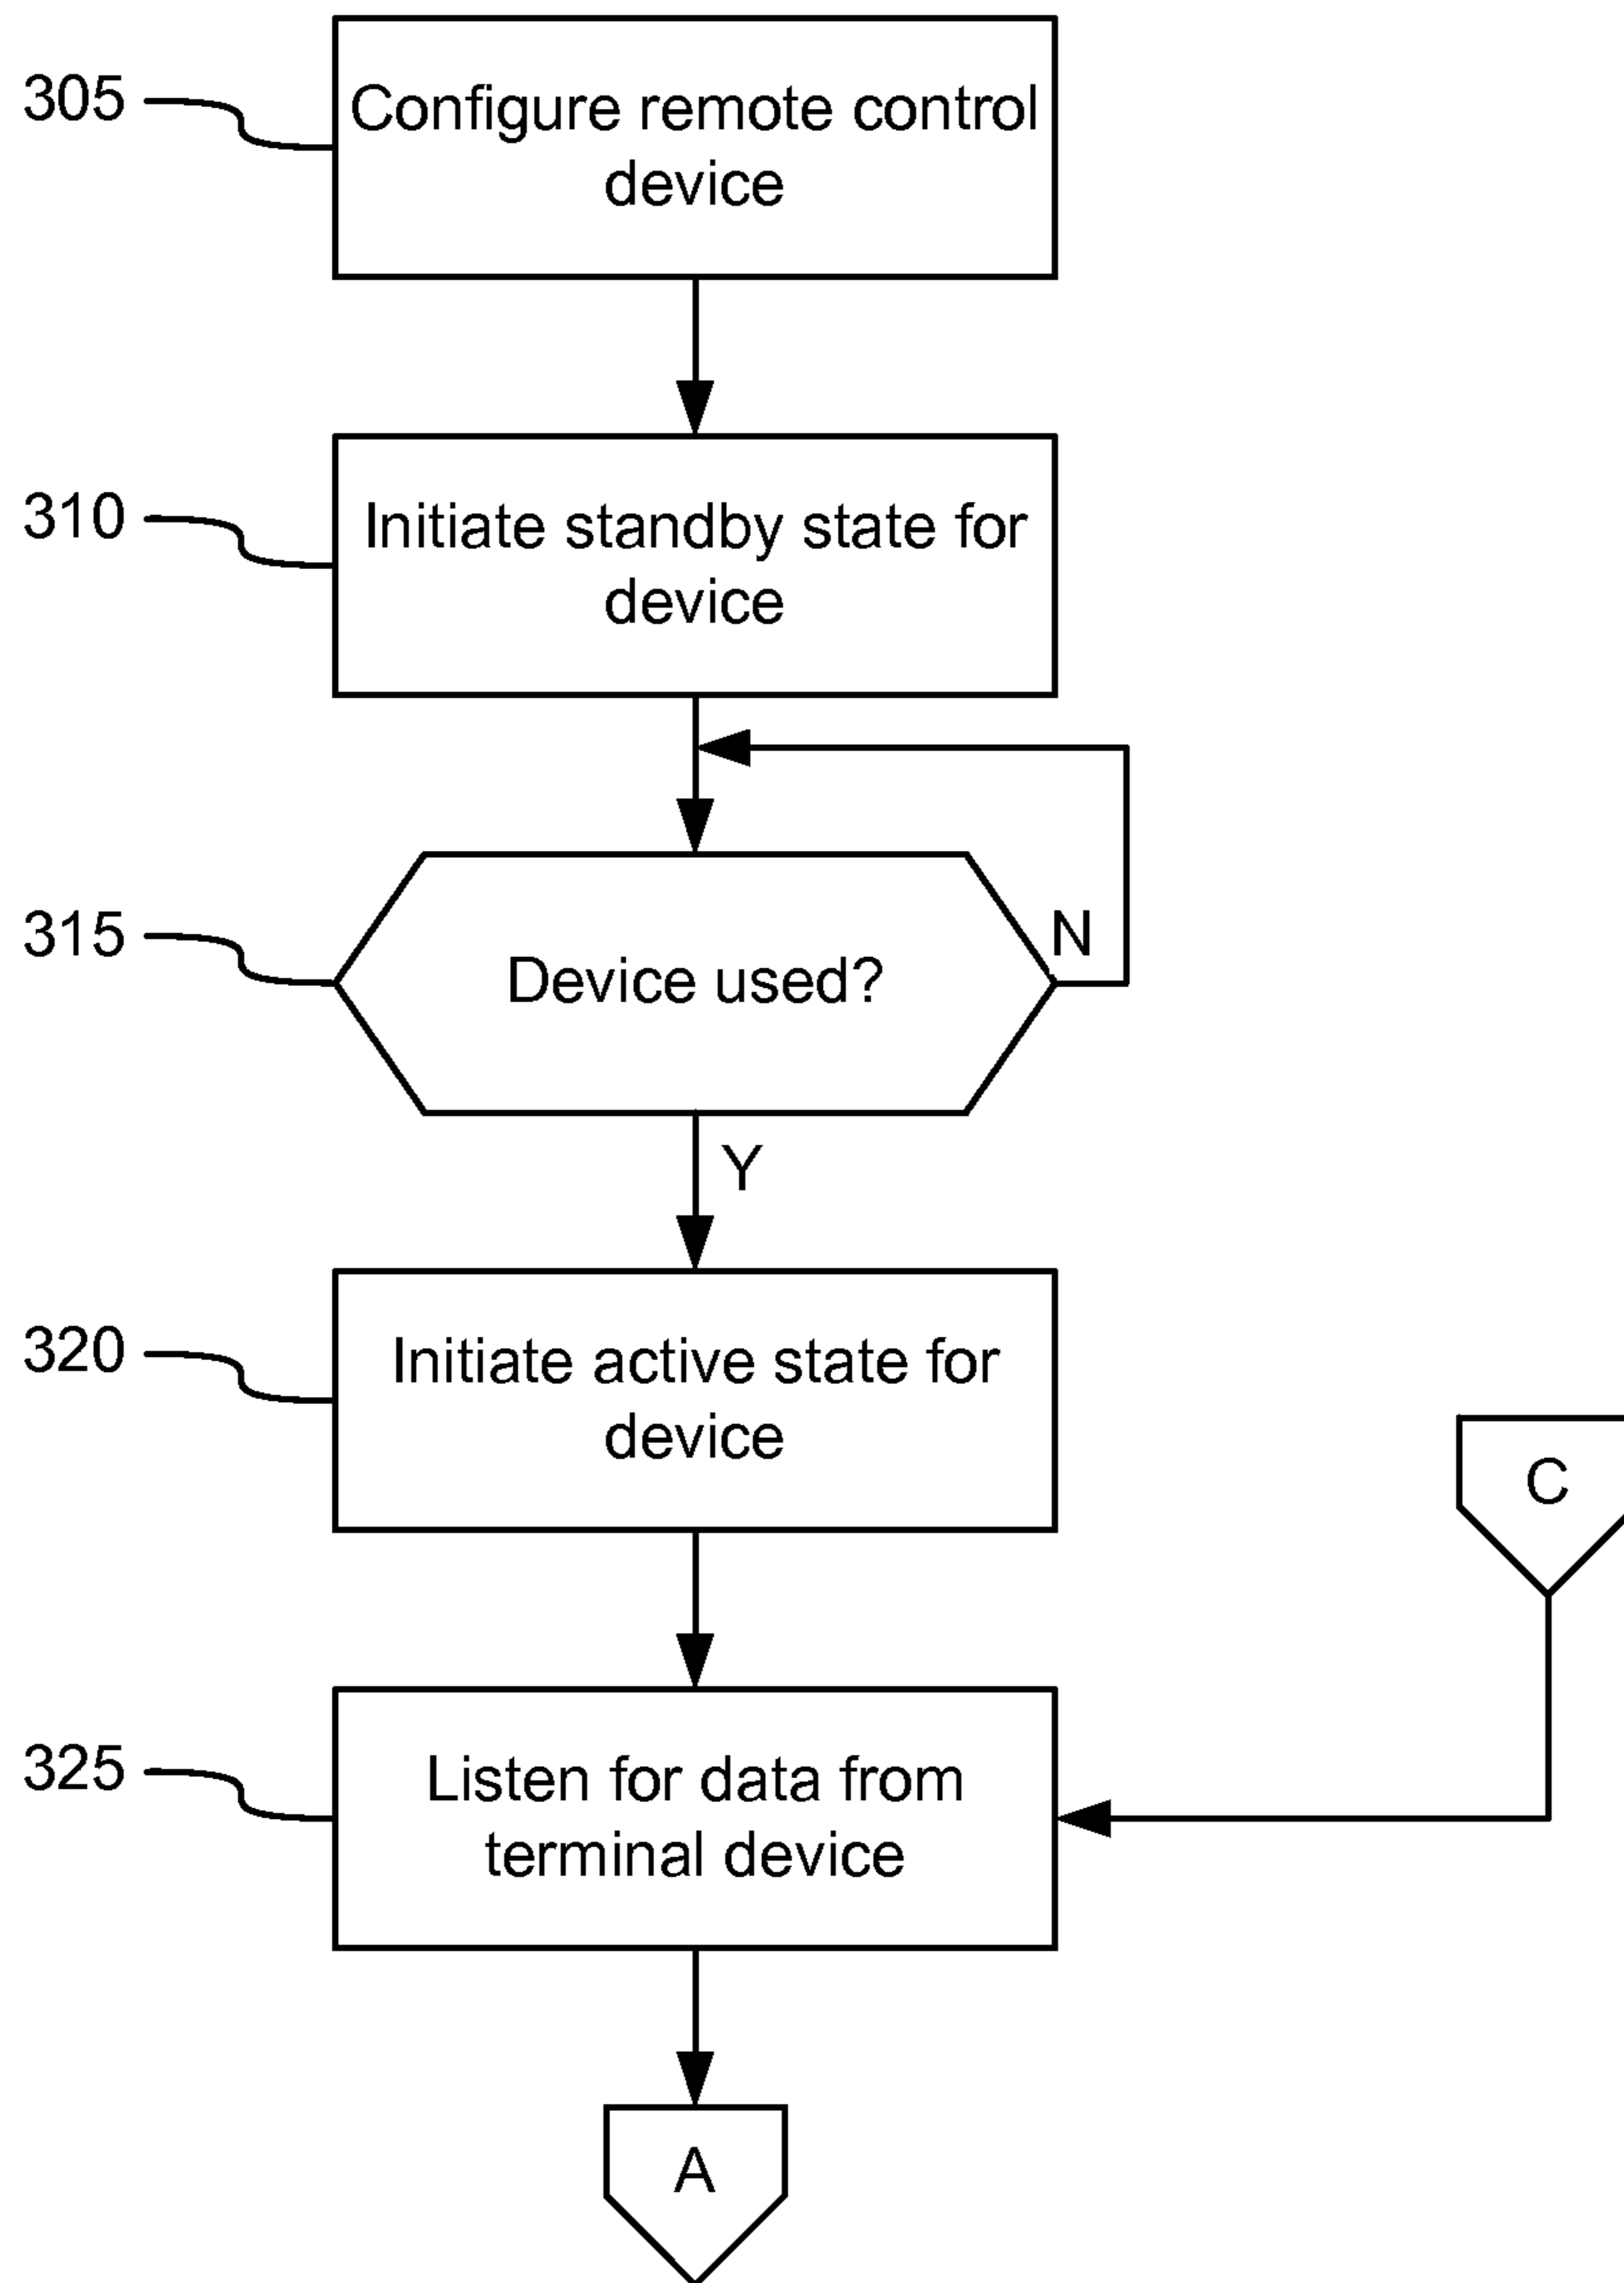 305
Configure remote control
device
310
Initiate standby state for
device
315
Device used?
N
Y
320
Initiate active state for
device
C
325
Listen for data from
terminal device
A